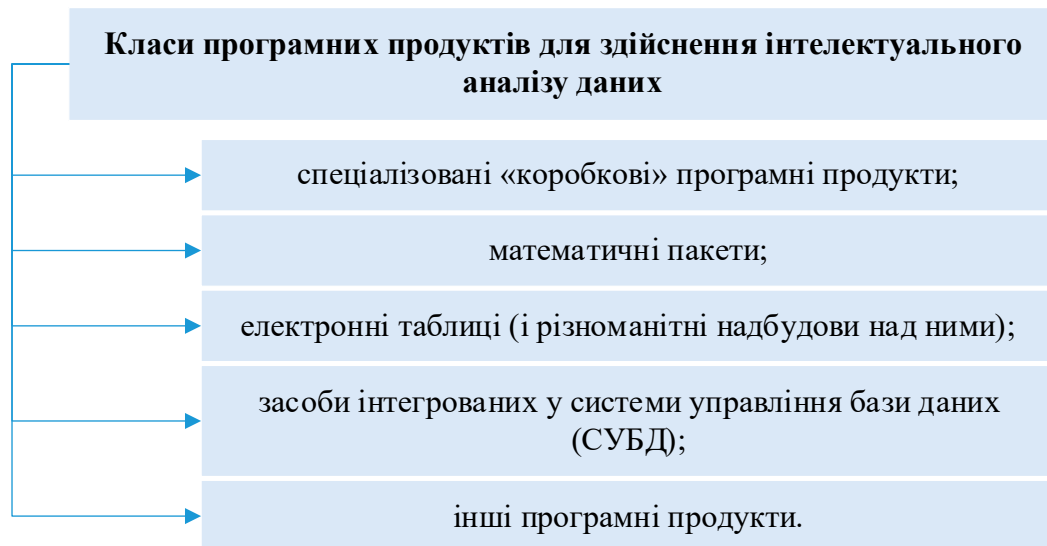 Класи програмних продуктів для здійснення інтелектуального
аналізу даних
спеціалізовані «коробкові» програмні продукти;
математичні пакети;
електронні таблиці (і різноманітні надбудови над ними);
засоби інтегрованих у системи управління бази даних
(СУБД);
інші програмні продукти.